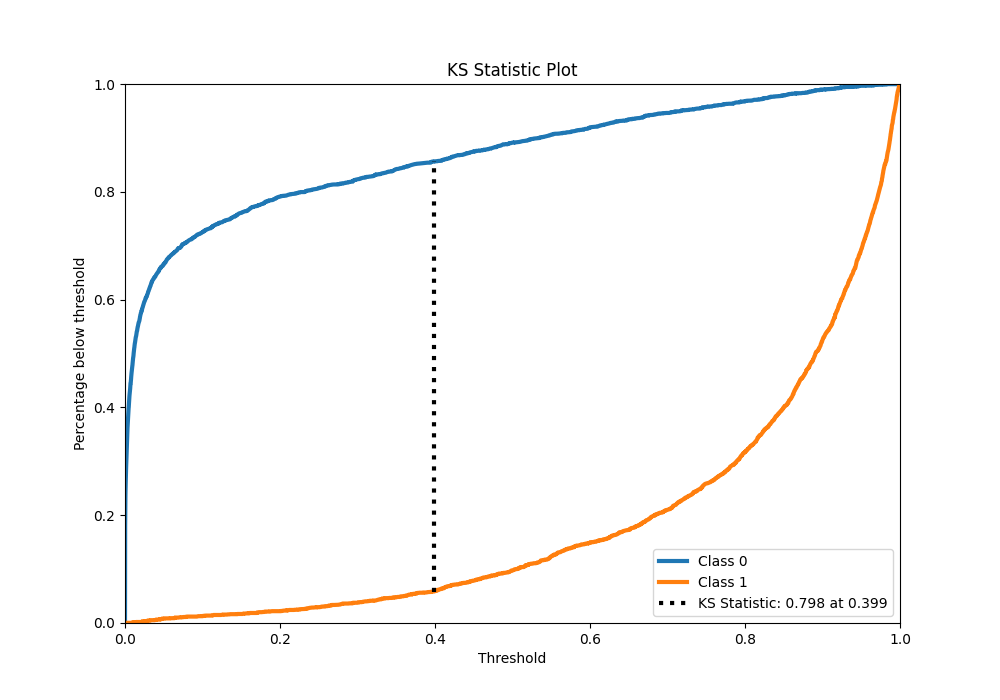 KS Statistic Plot
1.0
0.8
0.6
0.4
0.2
0.0
Percentage below threshold
0.0 0.2 0.4 0.6 0.8 1.0
Threshold
Class 0
Class 1
KS Statistic: 0.798 at 0.399